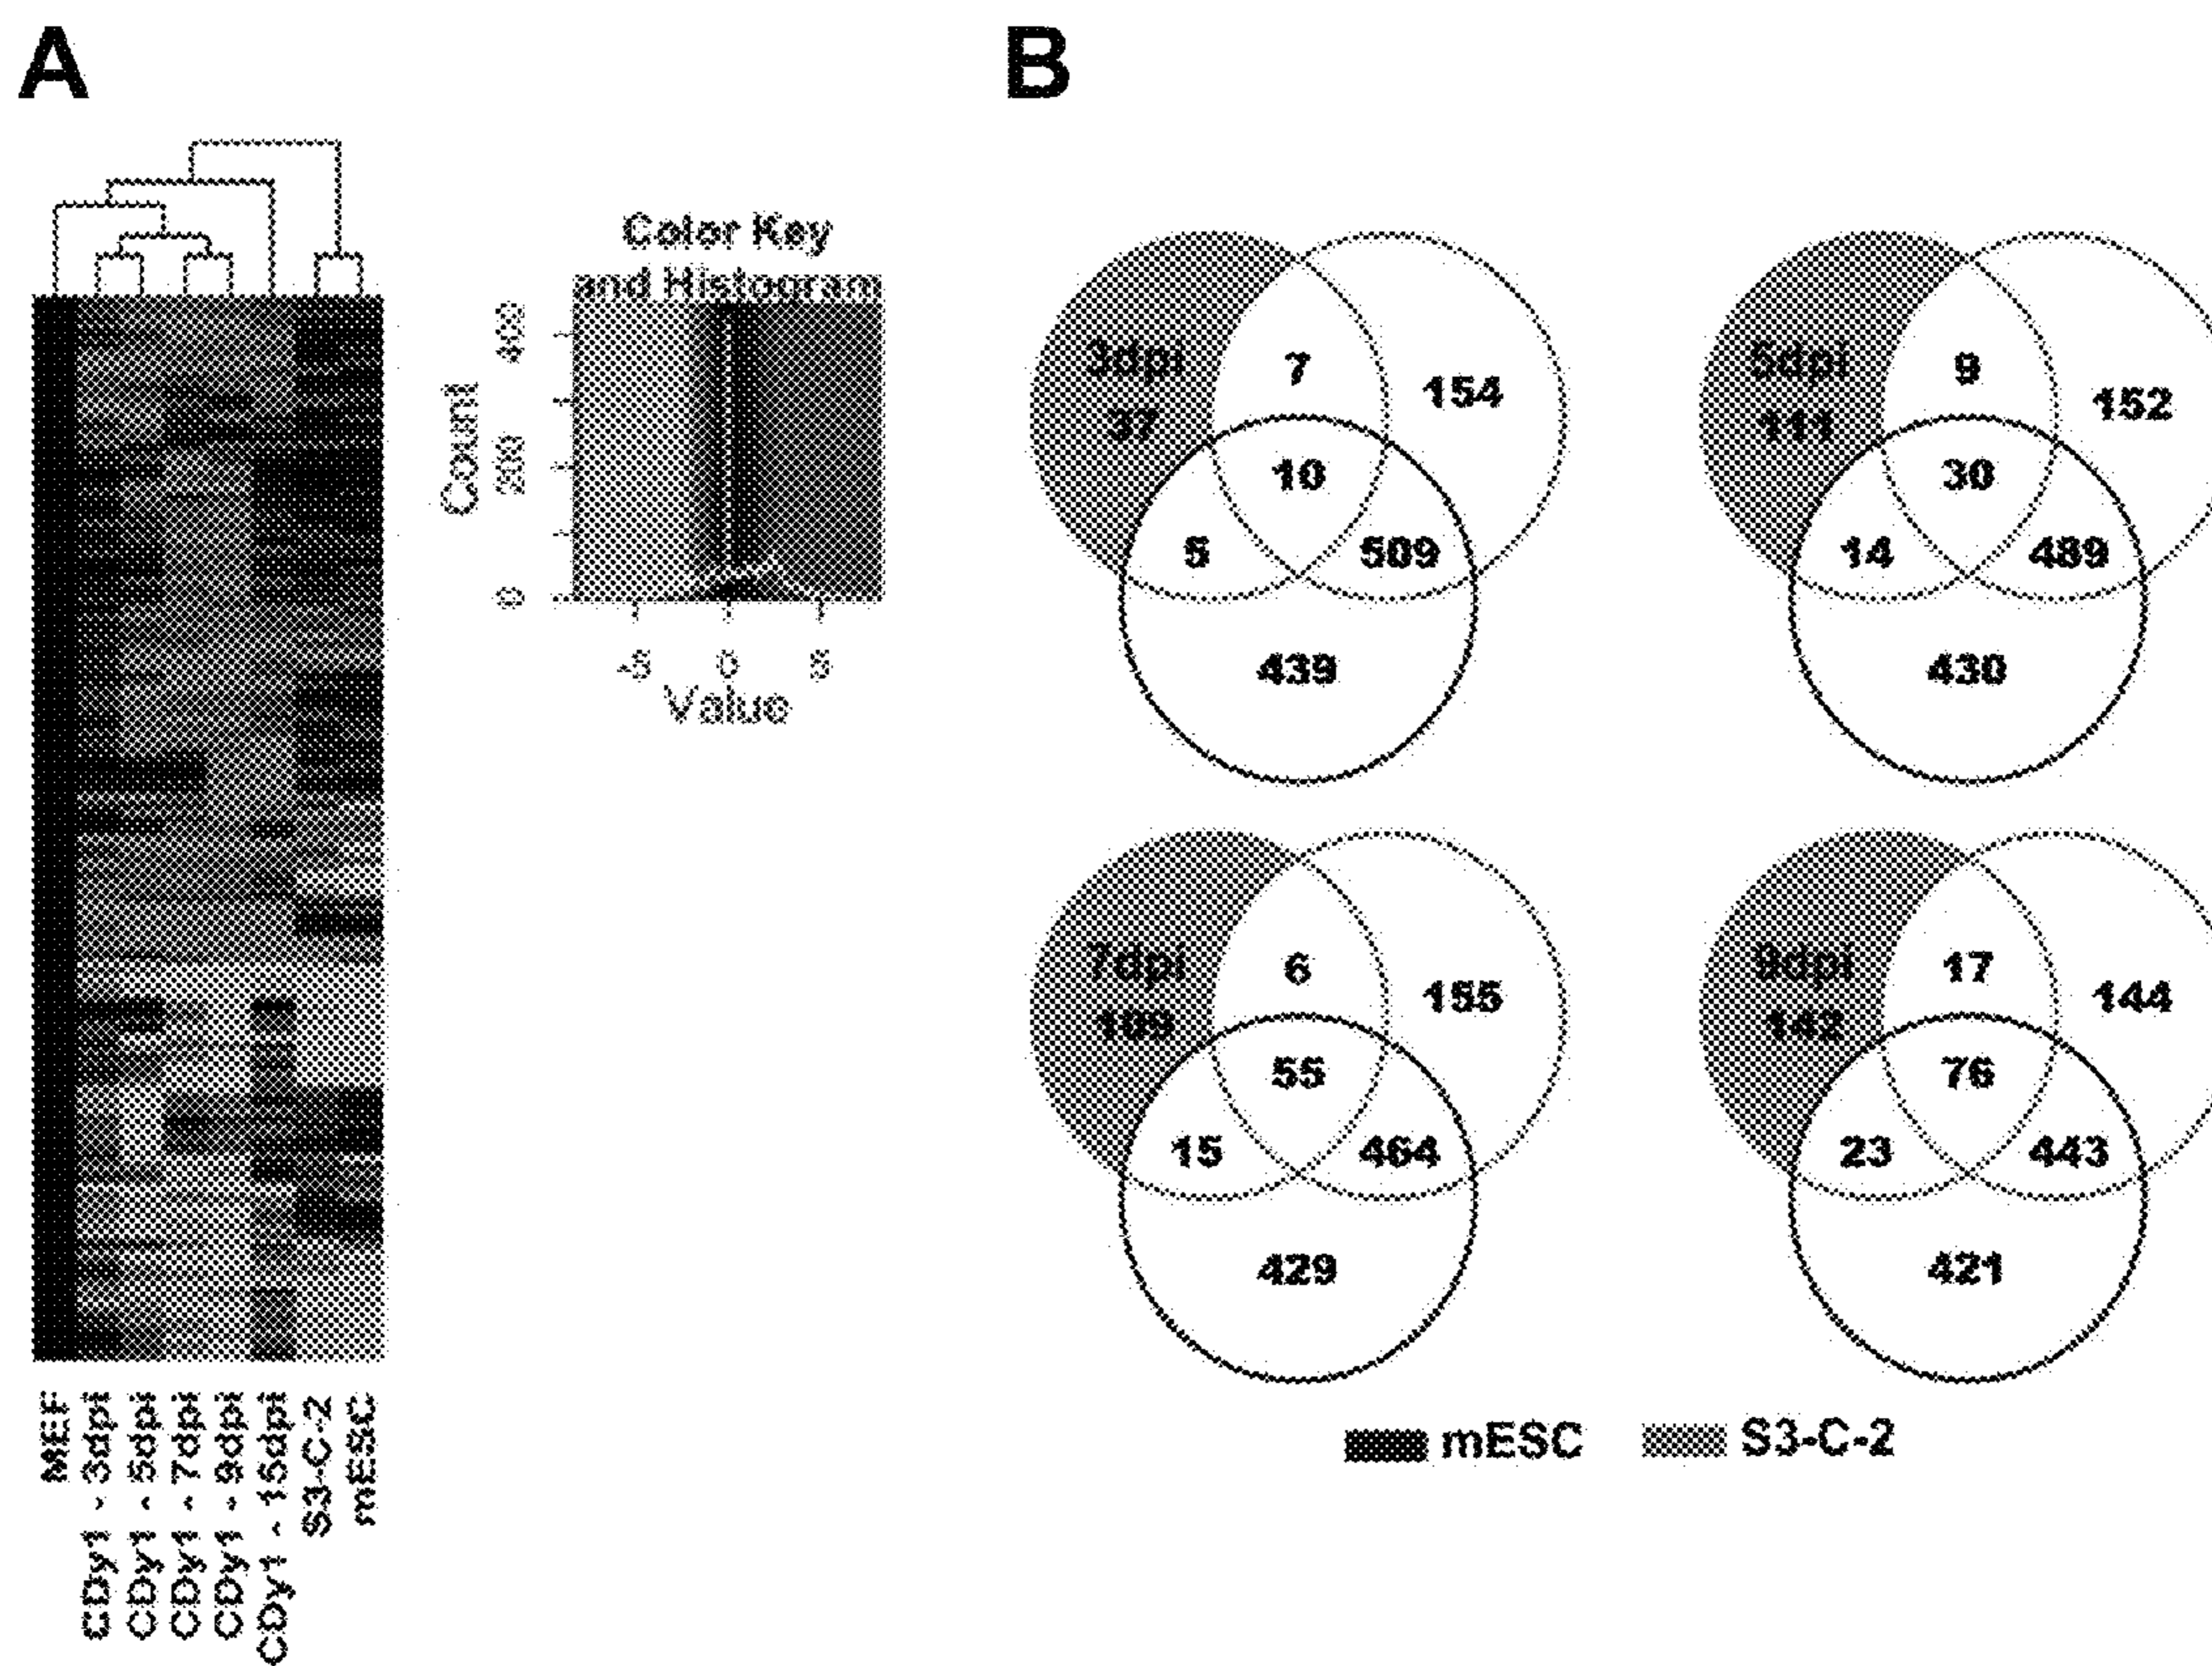 A
B
Color Key
and Histogram
Count
400
200
0
-5
0
5
Value
MEF
CDy1 - 3dpi
CDy1 - 5dpi
CDy1 - 7dpi
CDy1 - 9dpi
CDy1 - 15dpi
S3-C-2
mESC
3dpi
37
7
154
10
5
509
439
5dpi
111
9
152
30
14
489
430
7dpi
109
6
155
55
15
464
429
9dpi
142
17
144
76
23
443
421
mESC
S3-C-2